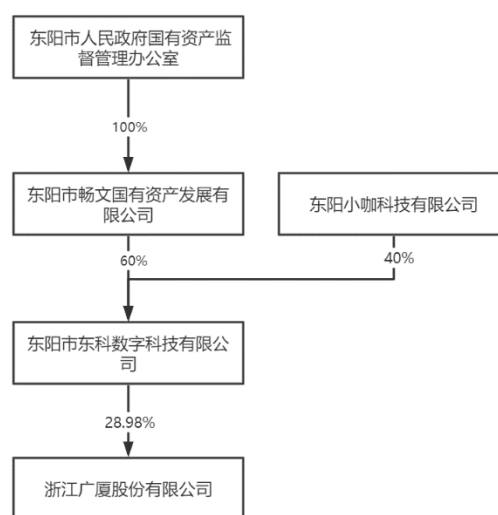 东阳市人民政府国有资产监
督管理办公室
100%
东阳市畅文国有资产发展有
限公司
东阳小咖科技有限公司
60%
40%
东阳市东科数字科技有限公
司
28.98%
浙江广厦股份有限公司